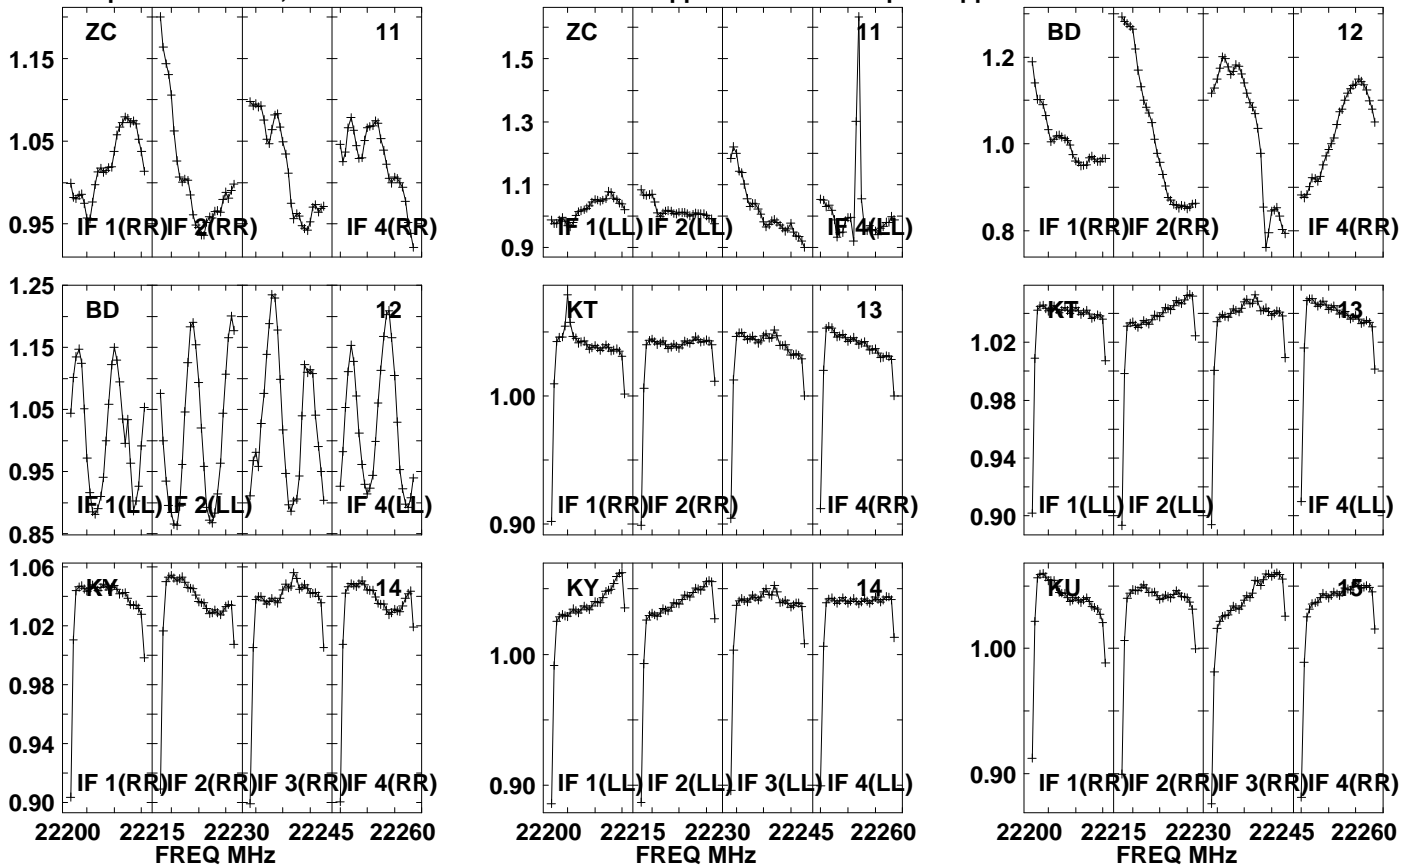 ZC 11
1.15
1.05
0.95
IF 1(RR) IF 2(RR) IF 4(RR)
ZC 11
1.5
1.3
1.1
0.9
IF 1(LL) IF 2(LL) IF 4(LL)
BD 12
1.2
1.0
0.8
IF 1(RR) IF 2(RR) IF 4(RR)
BD 12
1.25
1.15
1.05
0.95
0.85
IF 1(LL) IF 2(LL) IF 4(LL)
KT 13
1.00
0.90
IF 1(RR) IF 2(RR) IF 4(RR)
KT 13
1.02
0.98
0.94
0.90
IF 1(LL) IF 2(LL) IF 4(LL)
KY 14
1.06
1.02
0.98
0.94
0.90
IF 1(RR) IF 2(RR) IF 3(RR) IF 4(RR)
22200 22215 22230 22245 22260
FREQ MHz
KY 14
1.00
0.90
IF 1(LL) IF 2(LL) IF 3(LL) IF 4(LL)
22200 22215 22230 22245 22260
FREQ MHz
KU 15
1.00
0.90
IF 1(RR) IF 2(RR) IF 3(RR) IF 4(RR)
22200 22215 22230 22245 22260
FREQ MHz